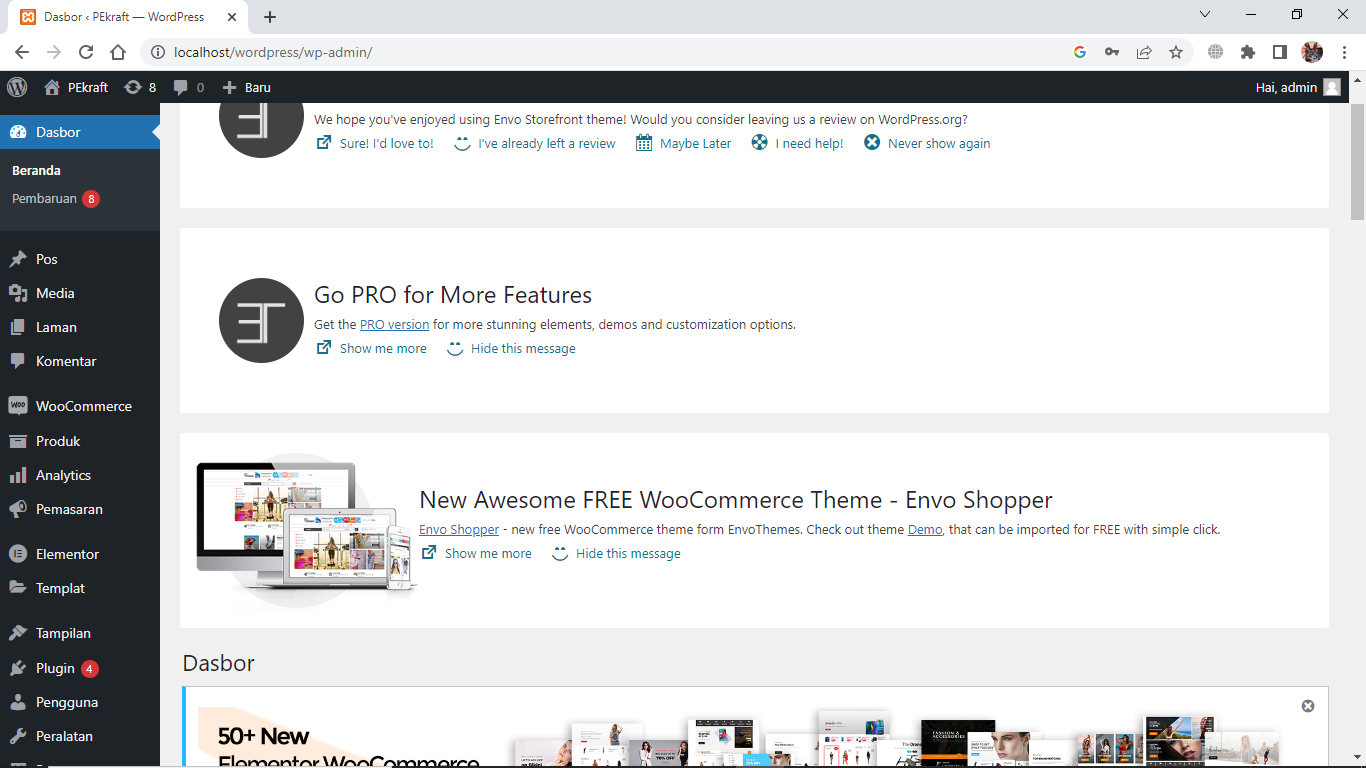 Dasbor ‹ PEkraft — WordPress
localhost/wordpress/wp-admin/
PEkraft 8 0 Baru
Hai, admin
Dasbor
Beranda
Pembaruan 8
Pos
Media
Laman
Komentar
WooCommerce
Produk
Analytics
Pemasaran
Elementor
Templat
Tampilan
Plugin 4
Pengguna
Peralatan
We hope you've enjoyed using Envo Storefront theme! Would you consider leaving us a review on WordPress.org?
Sure! I'd love to! I've already left a review Maybe Later I need help! Never show again
Go PRO for More Features
Get the PRO version for more stunning elements, demos and customization options.
Show me more Hide this message
New Awesome FREE WooCommerce Theme - Envo Shopper
Envo Shopper - new free WooCommerce theme form EnvoThemes. Check out theme Demo, that can be imported for FREE with simple click.
Show me more Hide this message
Dasbor
50+ New
Elementor WooCommerce